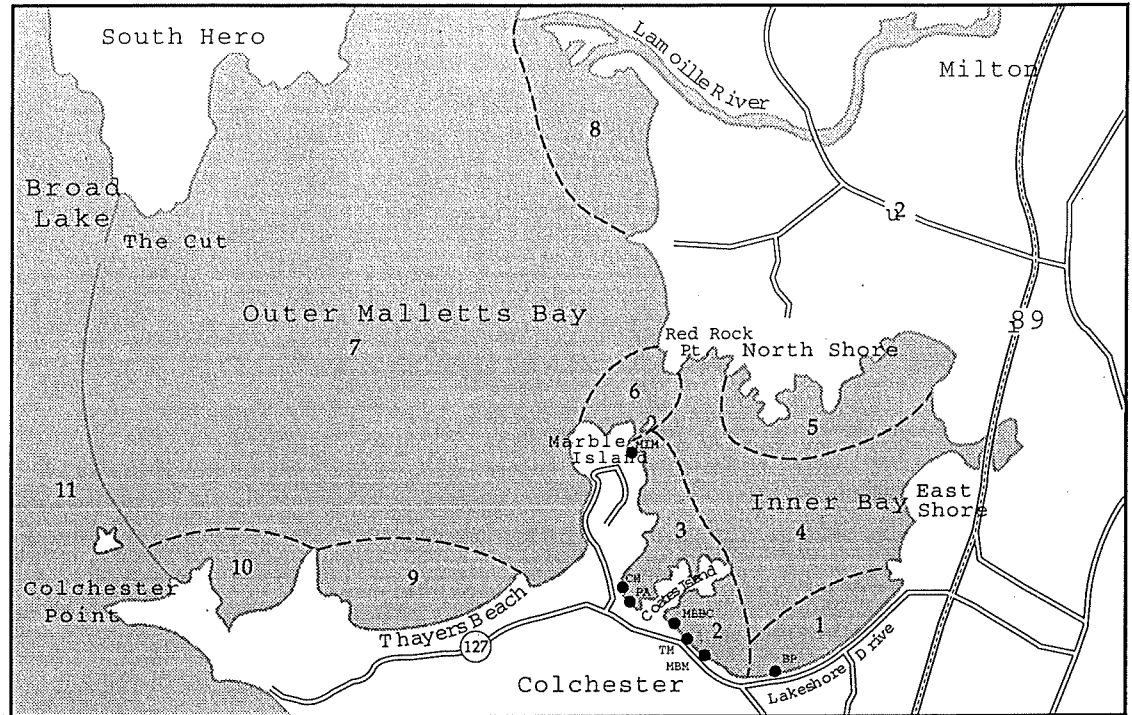 South Hero
Lamoille River
Milton
8
Broad
Lake
The Cut
2
Outer Malletts Bay
7
89
Red Rock
Pt.
North Shore
6
5
Marble
Island
MIM
11
Inner Bay
East
Shore
3
4
10
9
Colchester
Point
CH
PA
Coates Island
MBBC
Thayers Beach
127
2
1
TM
MBM
BP
Lakeshore Drive
Colchester